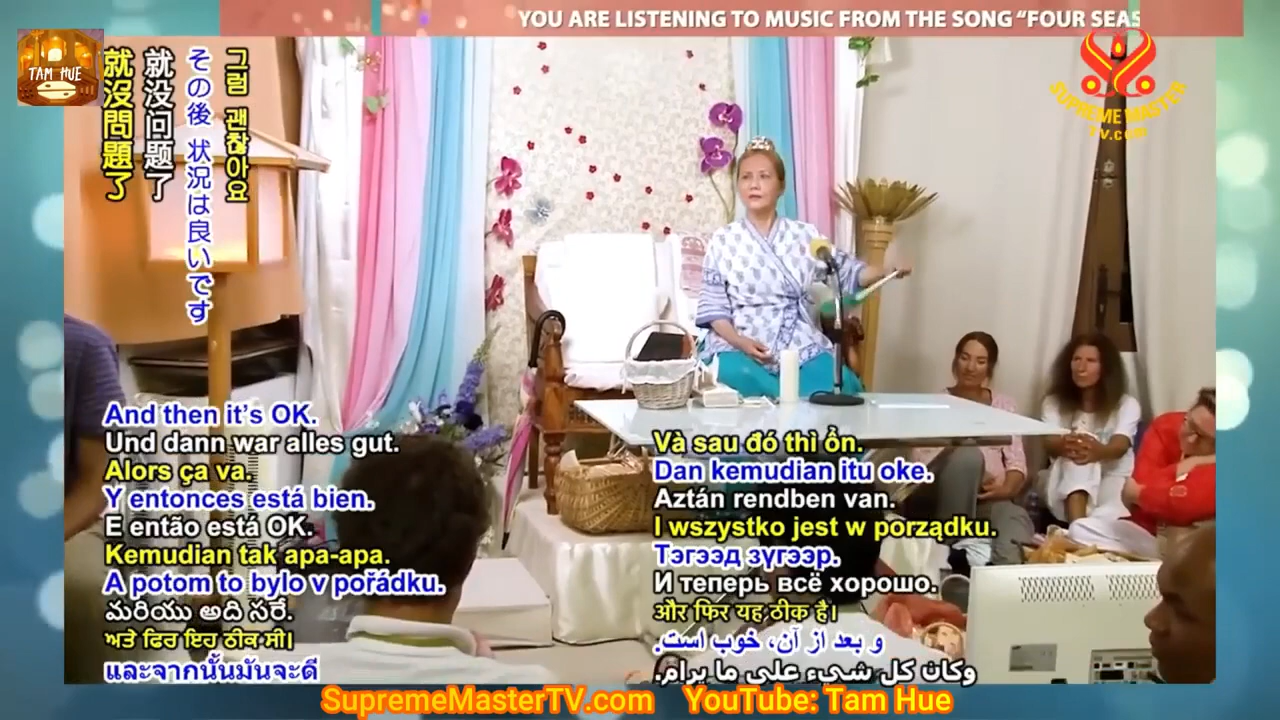 YOU ARE LISTENING TO MUSIC FROM THE SONG “FOUR SEAS
TAM HUE
SUPREME MASTER
TV.com
그럼 괜찮아요
その後 状況は良いです
就没问题了
就沒問題了
And then it’s OK.
Und dann war alles gut.
Alors ça va.
Y entonces está bien.
E então está OK.
Kemudian tak apa-apa.
A potom to bylo v pořádku.
మరియు అది సరే.
ਅਤੇ ਫਿਰ ਇਹ ਠੀਕ ਸੀ।
และจากนั้นมันจะดี
Và sau đó thì ổn.
Dan kemudian itu oke.
Aztán rendben van.
I wszystko jest w porządku.
Тэгээд зүгээр.
И теперь всё хорошо.
और फिर यह ठीक है।
و بعد از آن، خوب است.
وكان كل شيء على ما يرام.
SupremeMasterTV.com YouTube: Tam Hue